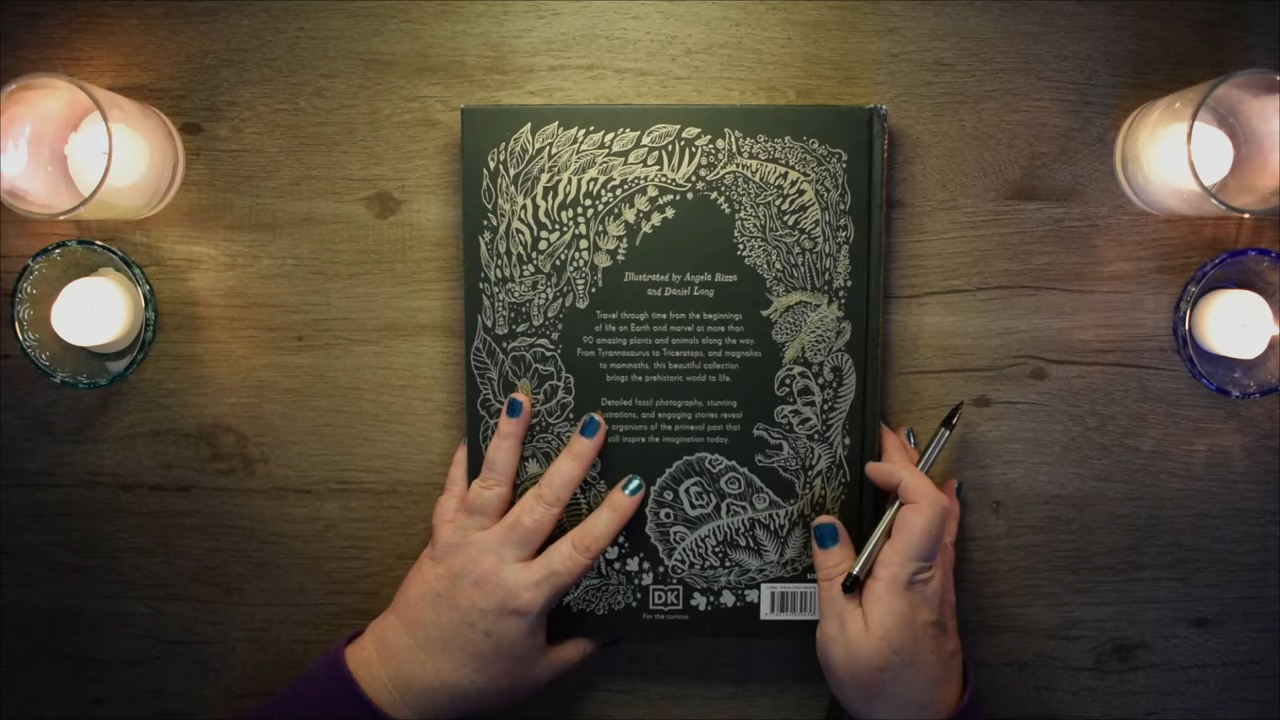 Illustrated by Angela Rizza
and Daniel Long
Travel through time from the beginnings
of life on Earth and marvel at more than
90 amazing plants and animals along the way.
From Tyrannosaurus to Triceratops, and magnolias
to mammoths, this beautiful collection
brings the prehistoric world to life.
Detailed fossil photography, stunning
and engaging stories reveal
organisms of the primeval past that
still inspire the imagination today.
DK
For the curious